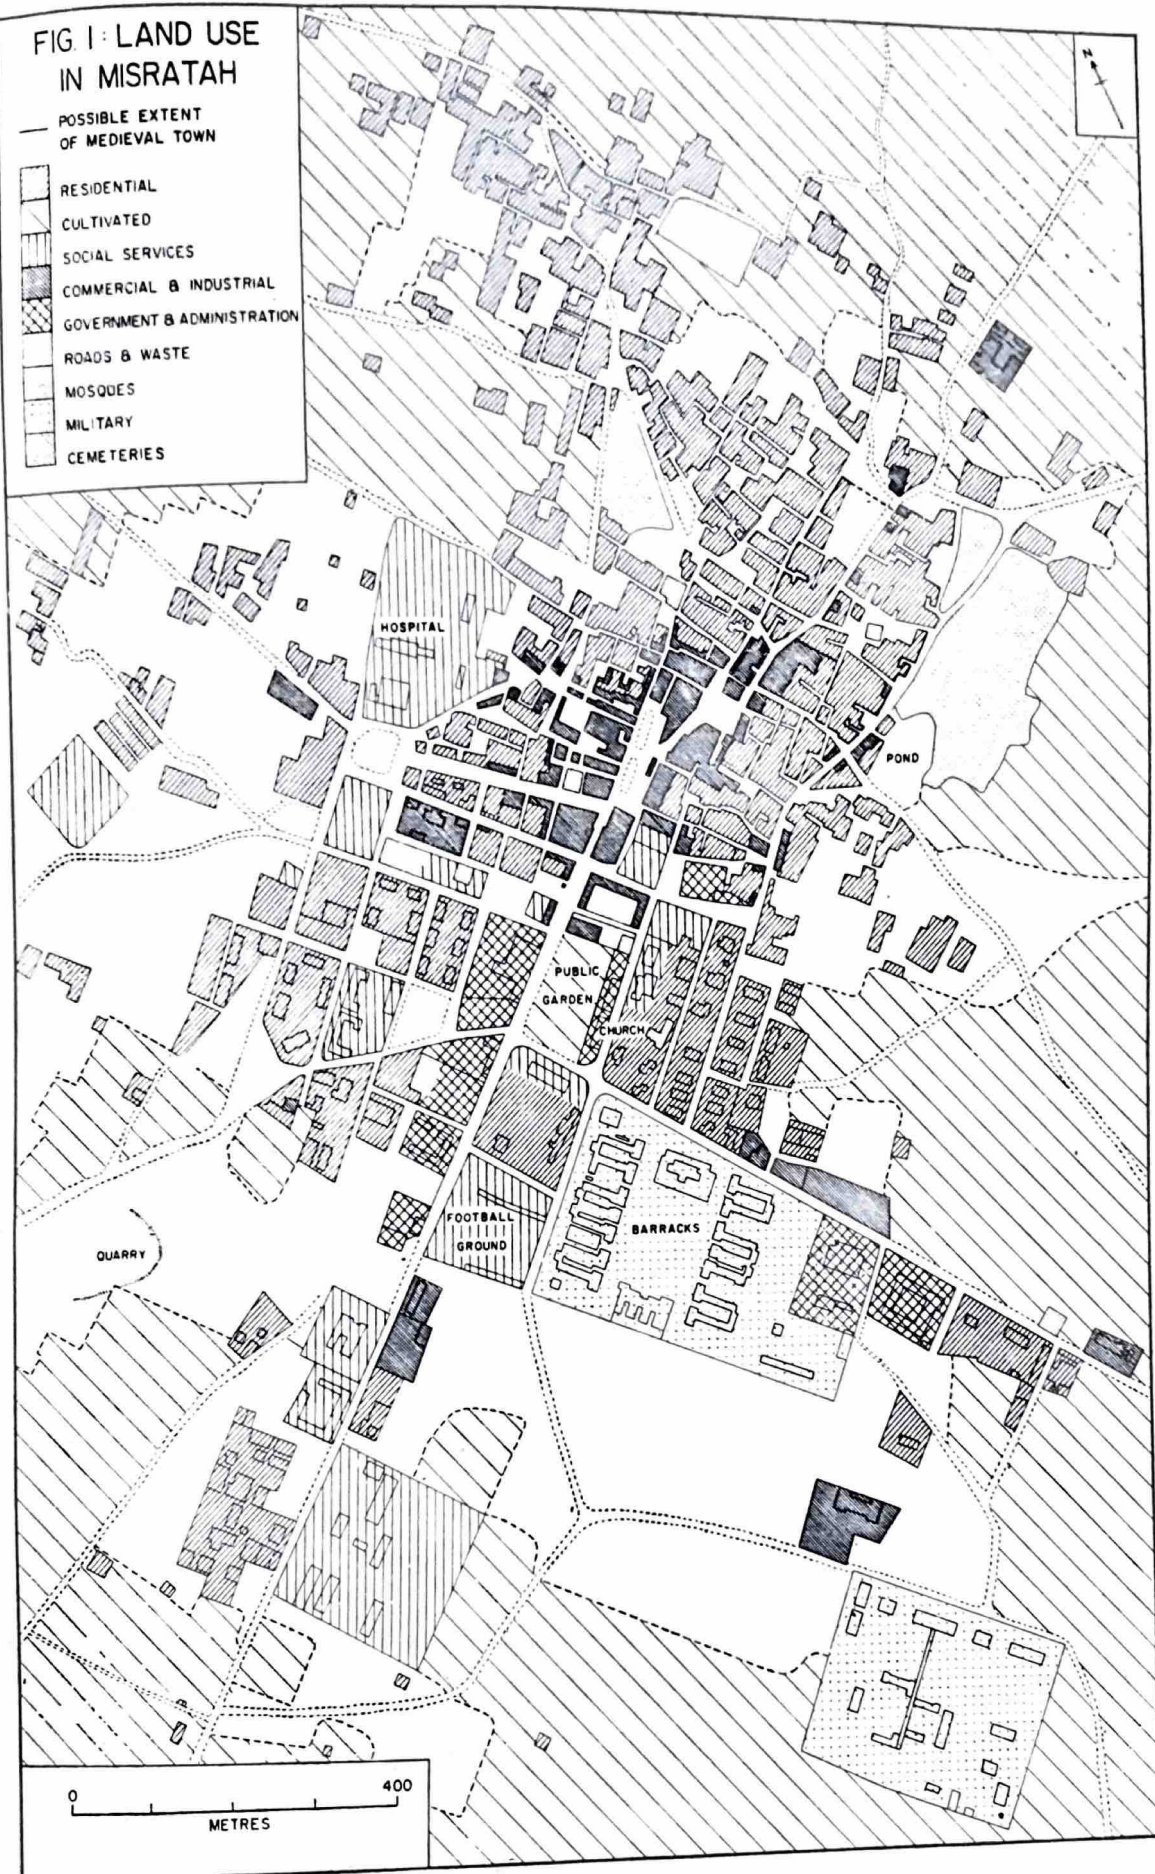 FIG. 1: LAND USE
IN MISRATAH
POSSIBLE EXTENT
OF MEDIEVAL TOWN
RESIDENTIAL
CULTIVATED
SOCIAL SERVICES
COMMERCIAL & INDUSTRIAL
GOVERNMENT & ADMINISTRATION
ROADS & WASTE
MOSQUES
MILITARY
CEMETERIES
N
HOSPITAL
POND
PUBLIC
GARDEN
CHURCH
FOOTBALL
GROUND
BARRACKS
QUARRY
0 400
METRES